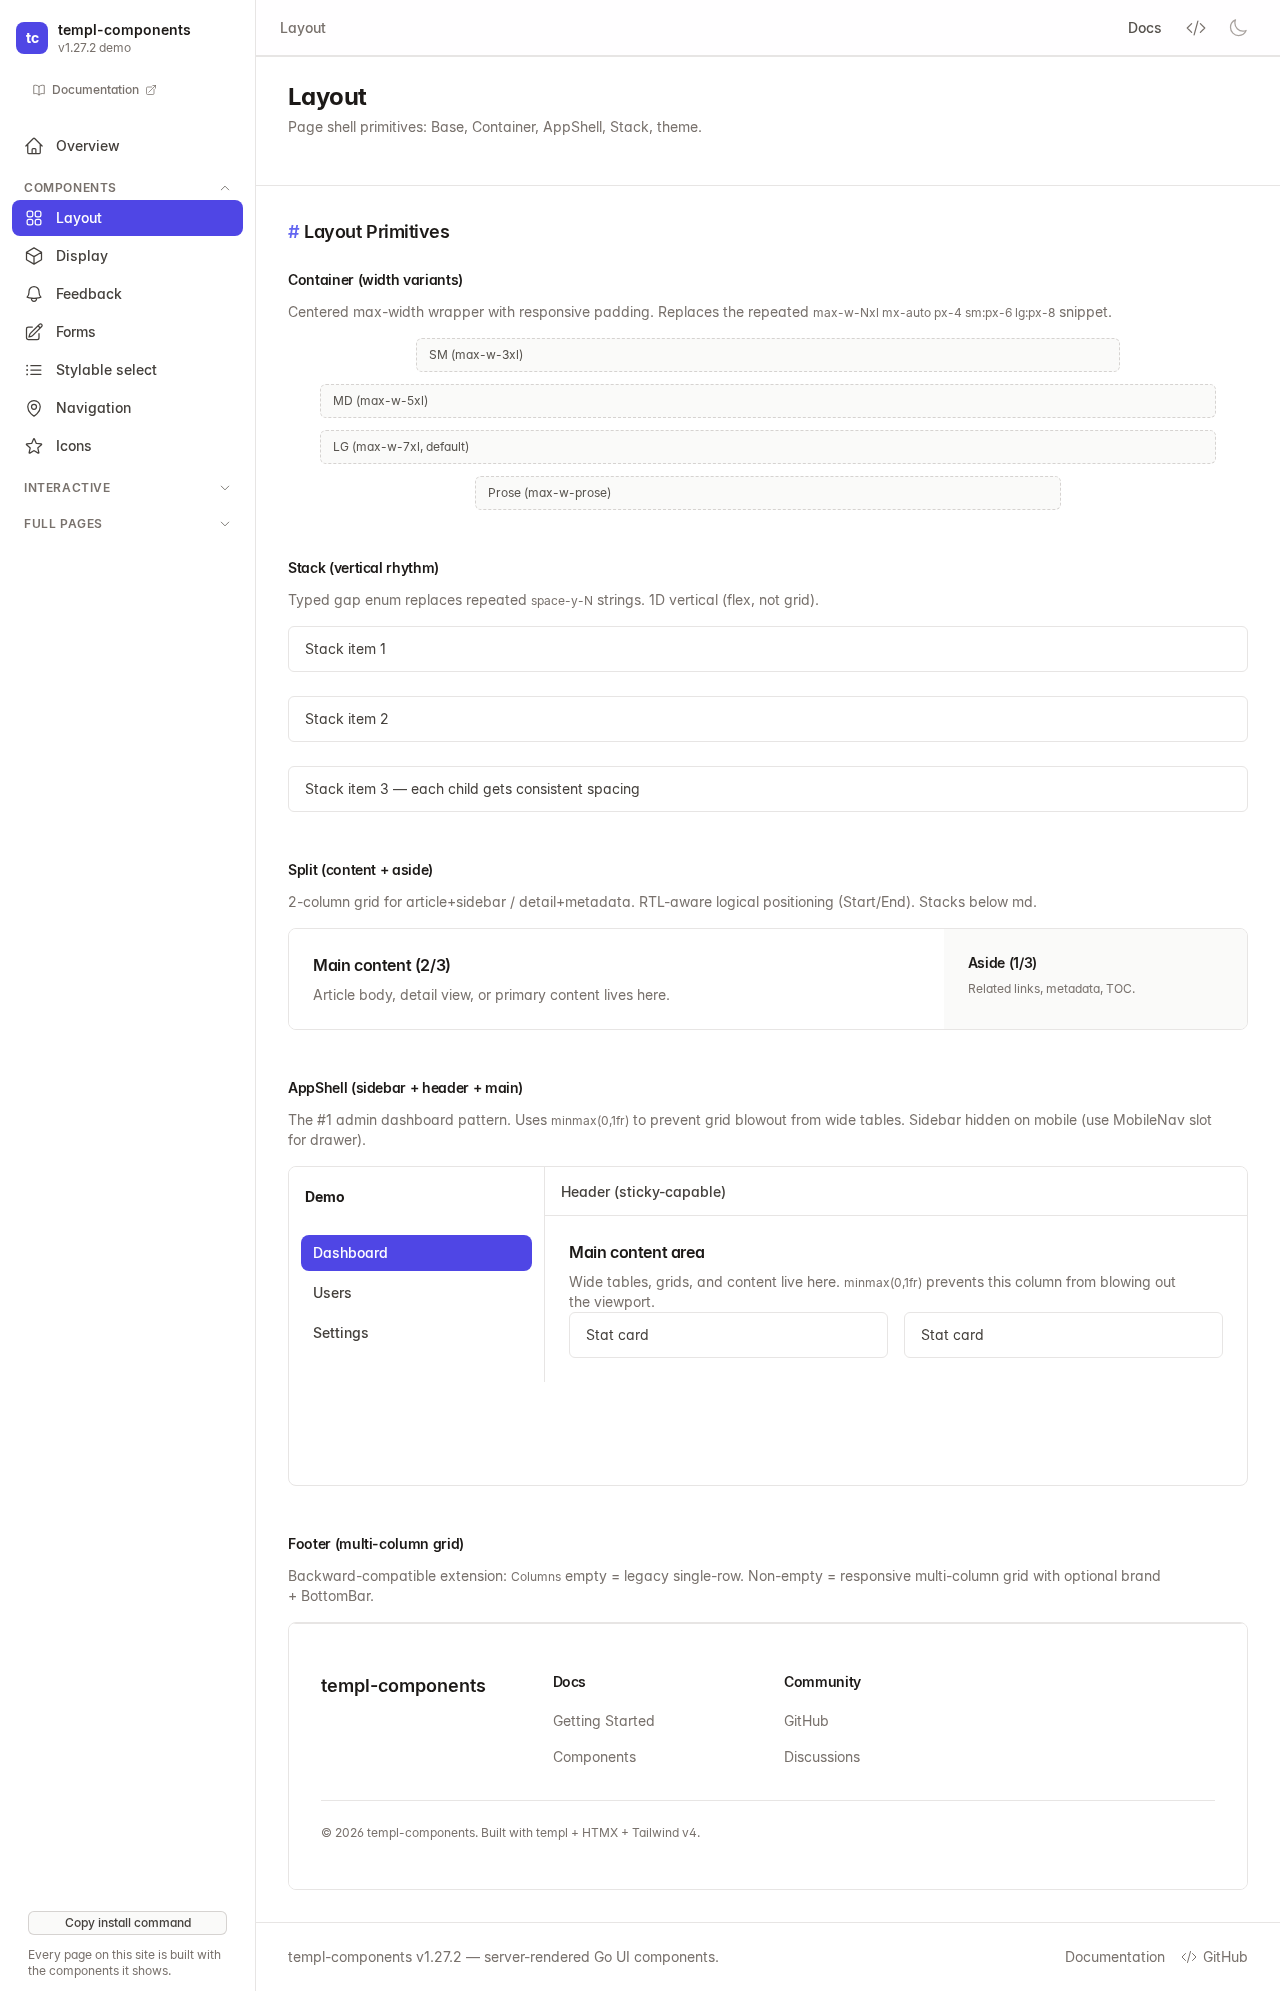 tc
templ-components
v1.27.2 demo
Documentation
Overview
COMPONENTS
Layout
Display
Feedback
Forms
Stylable select
Navigation
Icons
INTERACTIVE
FULL PAGES
Copy install command
Every page on this site is built with
the components it shows.
Layout
Docs
Layout
Page shell primitives: Base, Container, AppShell, Stack, theme.
# Layout Primitives
Container (width variants)
Centered max-width wrapper with responsive padding. Replaces the repeated max-w-Nxl mx-auto px-4 sm:px-6 lg:px-8 snippet.
SM (max-w-3xl)
MD (max-w-5xl)
LG (max-w-7xl, default)
Prose (max-w-prose)
Stack (vertical rhythm)
Typed gap enum replaces repeated space-y-N strings. 1D vertical (flex, not grid).
Stack item 1
Stack item 2
Stack item 3 — each child gets consistent spacing
Split (content + aside)
2-column grid for article+sidebar / detail+metadata. RTL-aware logical positioning (Start/End). Stacks below md.
Main content (2/3)
Article body, detail view, or primary content lives here.
Aside (1/3)
Related links, metadata, TOC.
AppShell (sidebar + header + main)
The #1 admin dashboard pattern. Uses minmax(0,1fr) to prevent grid blowout from wide tables. Sidebar hidden on mobile (use MobileNav slot
for drawer).
Demo
Dashboard
Users
Settings
Header (sticky-capable)
Main content area
Wide tables, grids, and content live here. minmax(0,1fr) prevents this column from blowing out
the viewport.
Stat card
Stat card
Footer (multi-column grid)
Backward-compatible extension: Columns empty = legacy single-row. Non-empty = responsive multi-column grid with optional brand
+ BottomBar.
templ-components
Docs
Getting Started
Components
Community
GitHub
Discussions
© 2026 templ-components. Built with templ + HTMX + Tailwind v4.
templ-components v1.27.2 — server-rendered Go UI components.
Documentation
GitHub